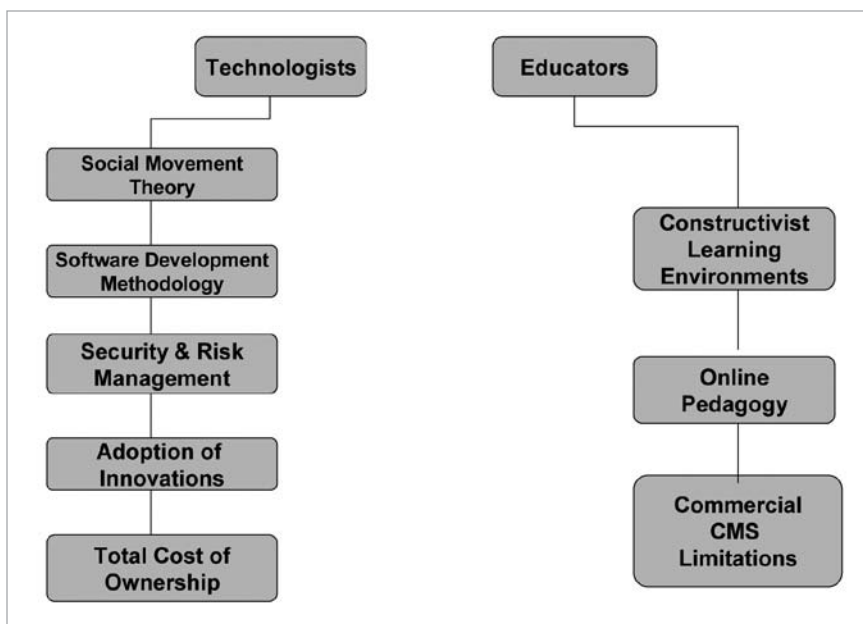 Technologists
Educators
Social Movement
Theory
Software Development
Methodology
Security & Risk
Management
Adoption of
Innovations
Total Cost of
Ownership
Constructivist
Learning
Environments
Online
Pedagogy
Commercial
CMS
Limitations